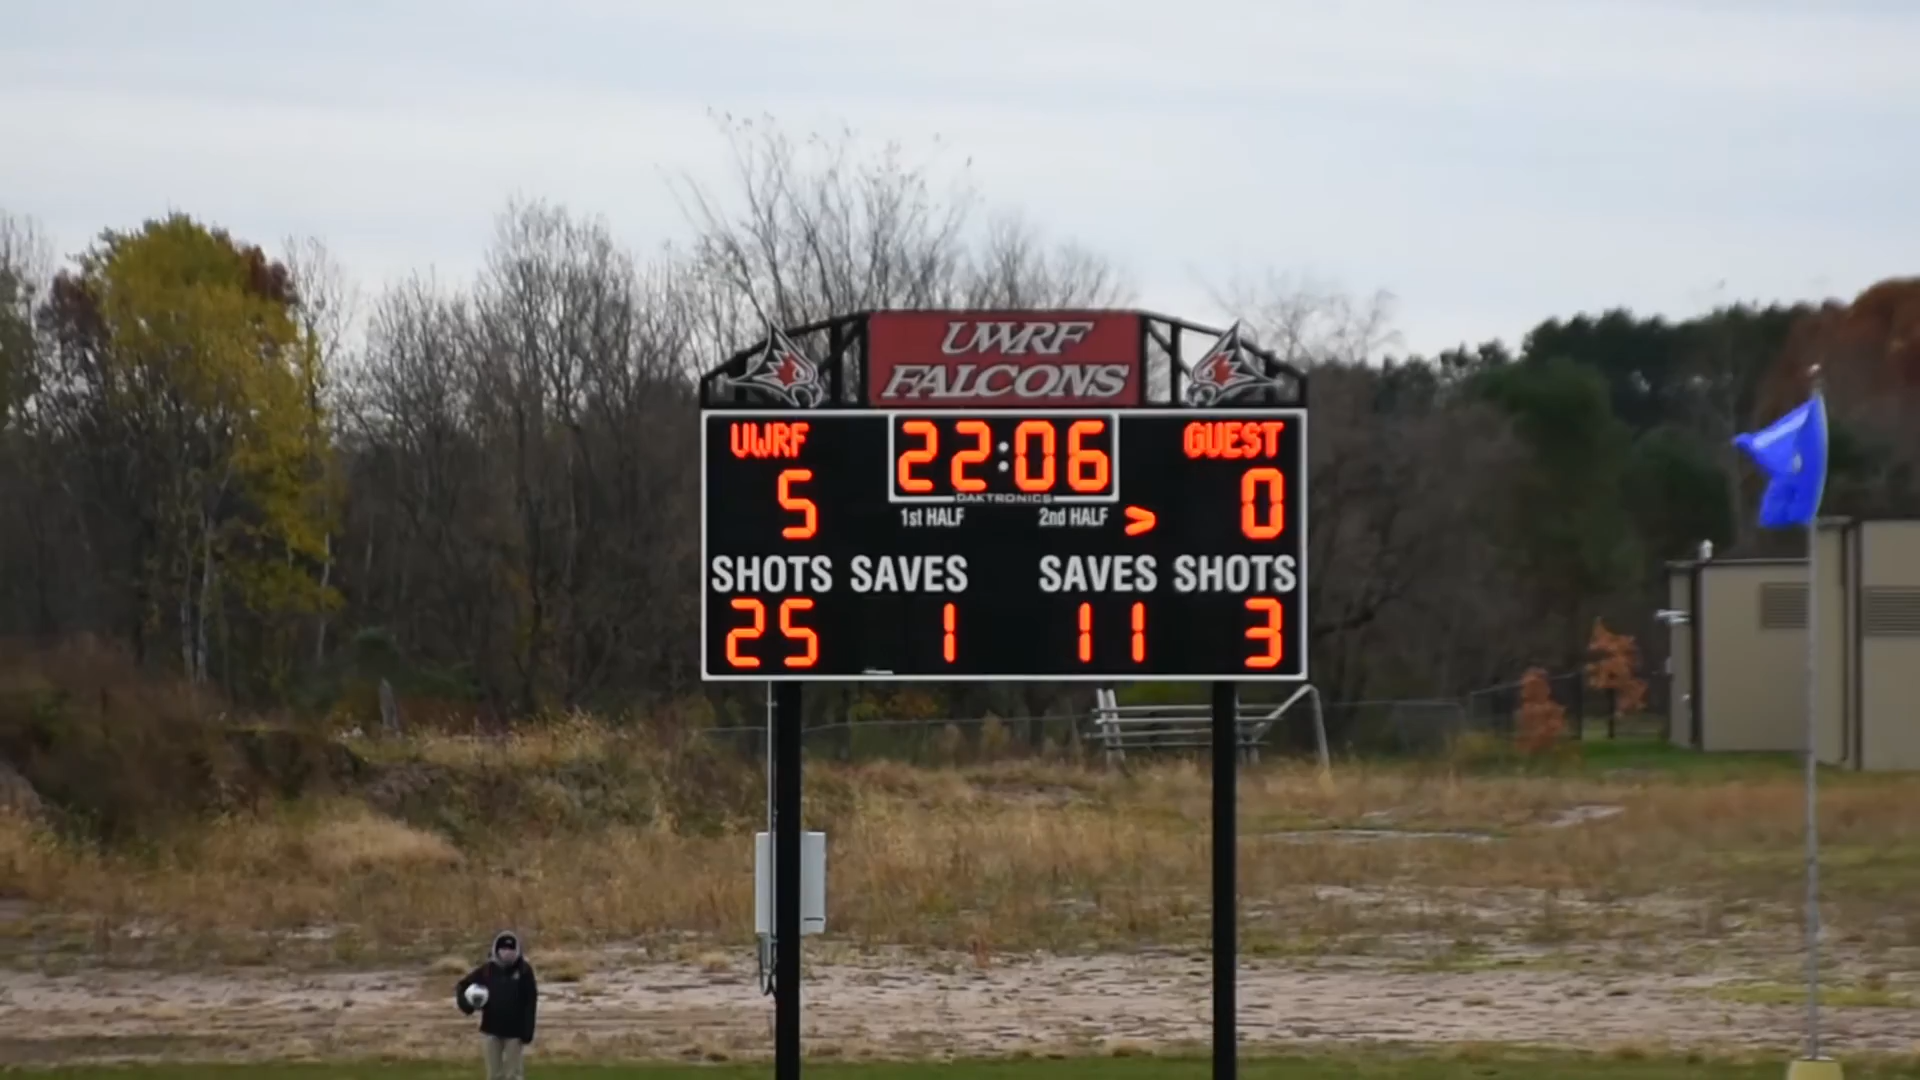 UWRF
FALCONS
UWRF 22:06 GUEST
5 0
DAKTRONICS
1st HALF 2nd HALF >
SHOTS SAVES SAVES SHOTS
25 1 11 3